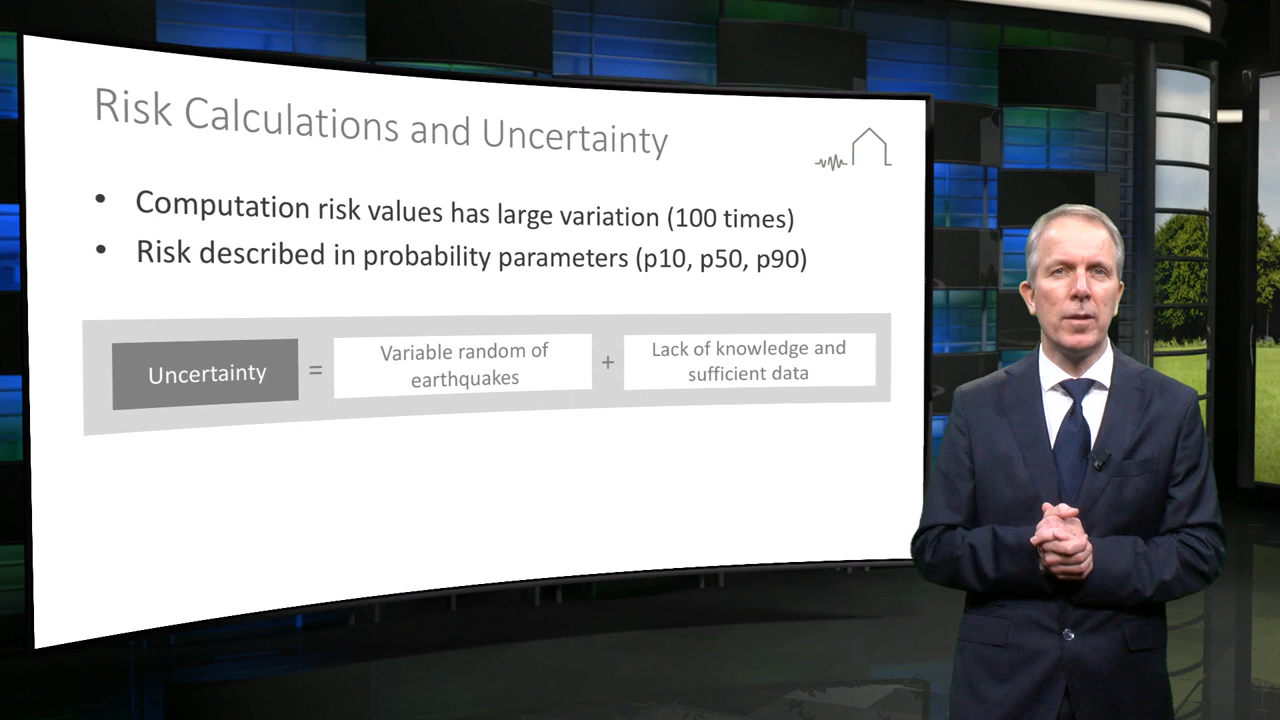 Risk Calculations and Uncertainty
• Computation risk values has large variation (100 times)
• Risk described in probability parameters (p10, p50, p90)
Uncertainty = Variable random of + Lack of knowledge and
earthquakes sufficient data